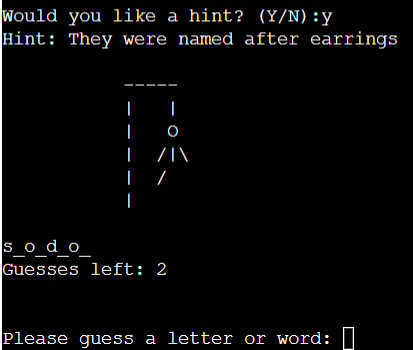 Would you like a hint? (Y/N):y
Hint: They were named after earrings
s_o_d_o_
Guesses left: 2
Please guess a letter or word: